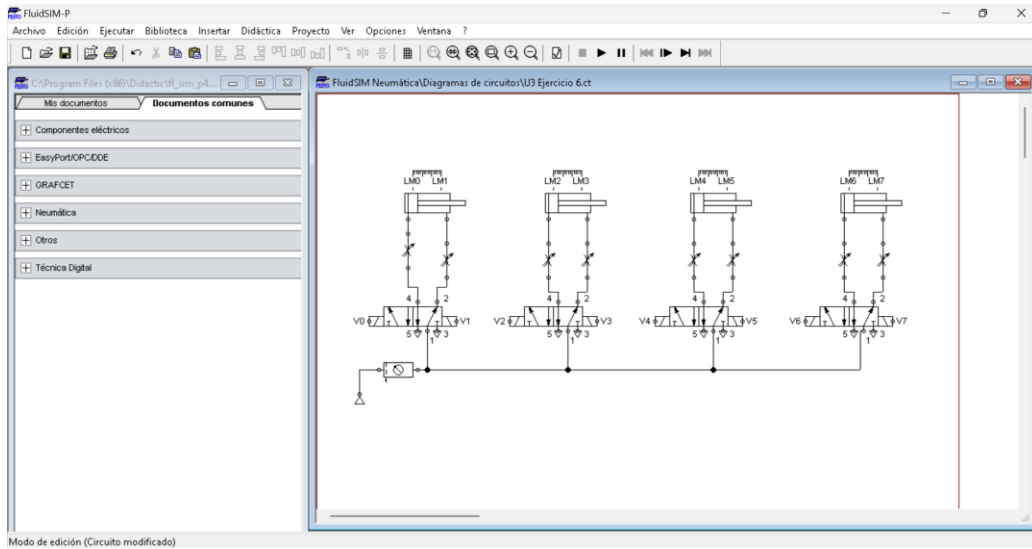 FluidSIM-P
Archivo Edición Ejecutar Biblioteca Insertar Didáctica Proyecto Ver Opciones Ventana ?
C:\Program Files (x86)\Didactic\fl_sim_p4...
Mis documentos Documentos comunes
Componentes eléctricos
EasyPort/OPC/DDE
GRAFCET
Neumática
Otros
Técnica Digital
FluidSIM Neumática\Diagramas de circuitos\U3 Ejercicio 6.ct
LM0 LM1 LM2 LM3 LM4 LM5 LM6 LM7
4 2 4 2 4 2 4 2
V0 V1 V2 V3 V4 V5 V6 V7
5 1 3 5 1 3 5 1 3 5 1 3
Modo de edición (Circuito modificado)